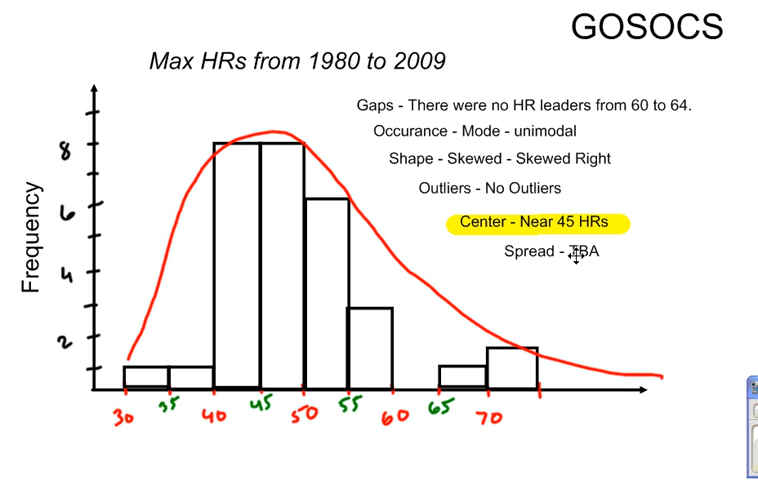 GOSOCS
Max HRs from 1980 to 2009
Gaps - There were no HR leaders from 60 to 64.
Occurance - Mode - unimodal
Shape - Skewed - Skewed Right
Outliers - No Outliers
Center - Near 45 HRs
Spread - TBA
Frequency
8
6
4
2
30 35 40 45 50 55 60 65 70